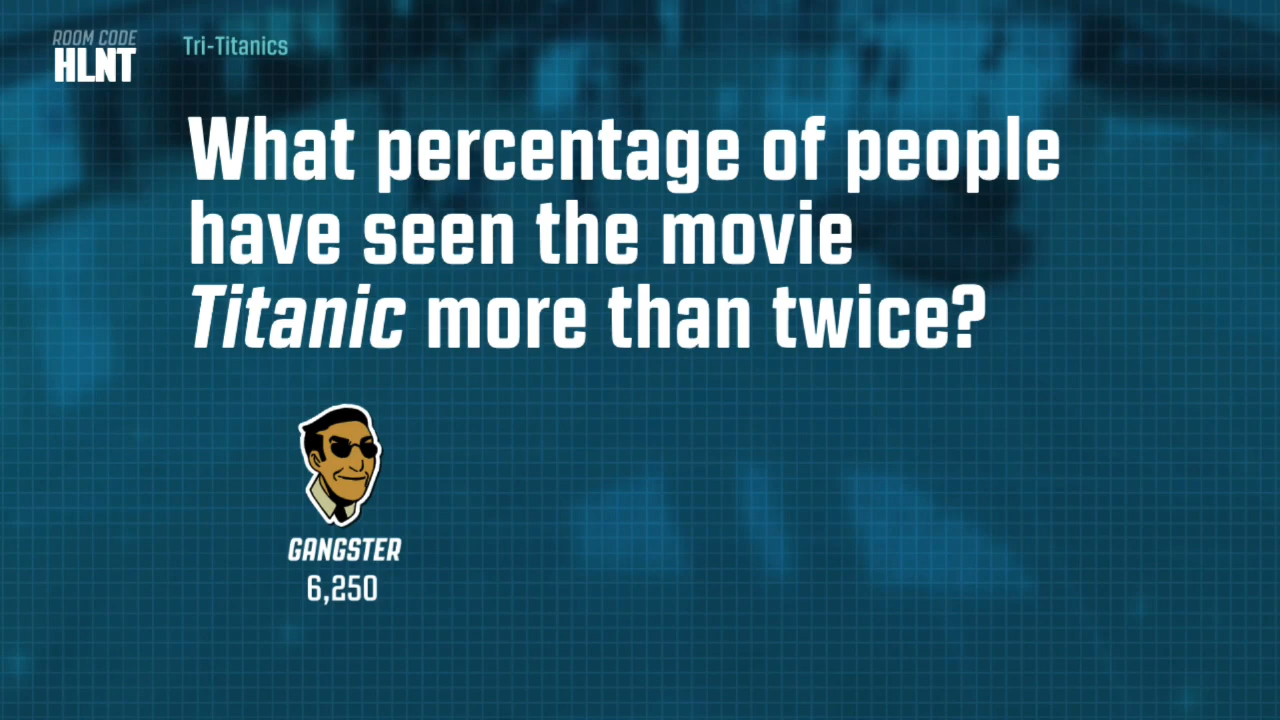 ROOM CODE
HLNT
Tri-Titanics
What percentage of people
have seen the movie
Titanic more than twice?
GANGSTER
6,250